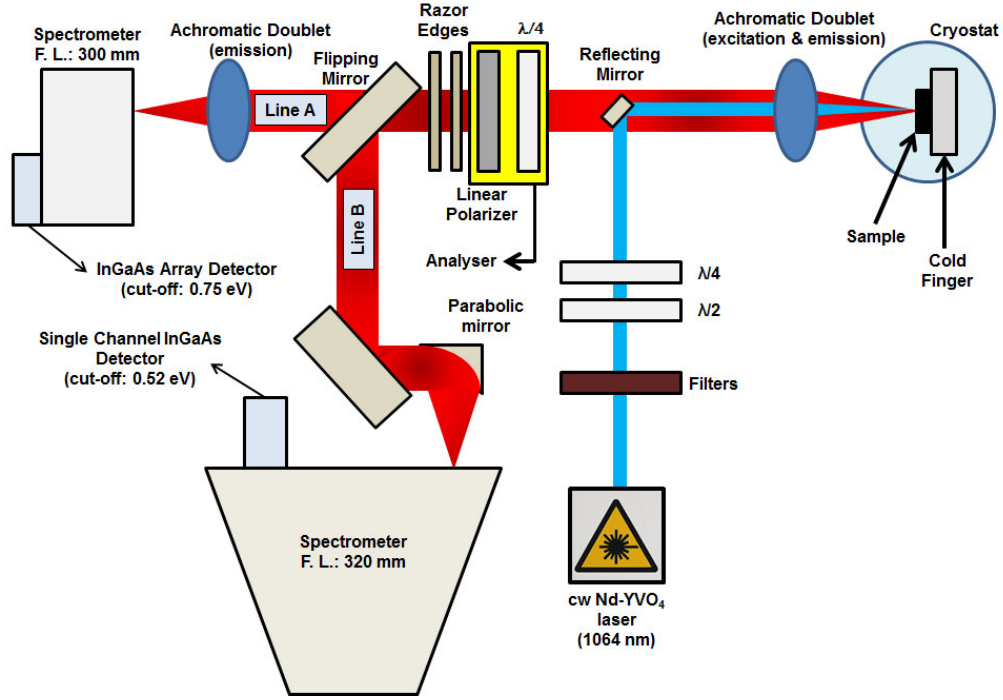 Spectrometer
F. L.: 300 mm
Achromatic Doublet
(emission)
Flipping
Mirror
Razor
Edges
λ/4
Reflecting
Mirror
Achromatic Doublet
(excitation & emission)
Cryostat
Line A
Linear
Polarizer
Line B
Analyser
Sample
Cold
Finger
InGaAs Array Detector
(cut-off: 0.75 eV)
λ/4
λ/2
Parabolic
mirror
Single Channel InGaAs
Detector
(cut-off: 0.52 eV)
Filters
Spectrometer
F. L.: 320 mm
cw Nd-YVO₄
laser
(1064 nm)